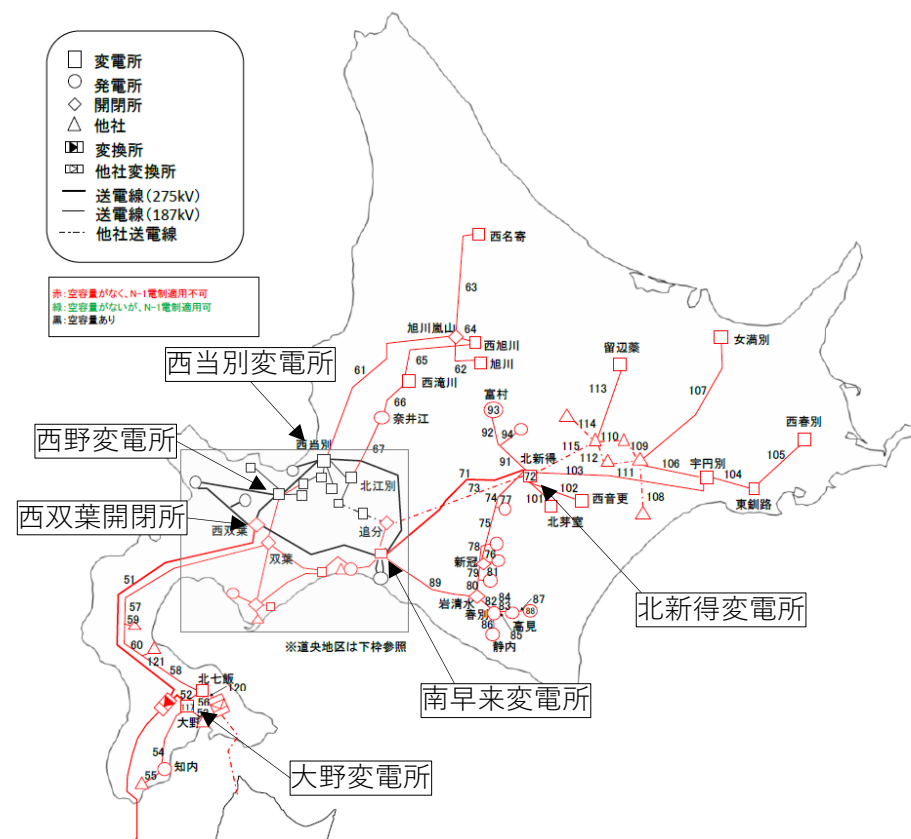 変電所
発電所
開閉所
他社
変換所
他社変換所
送電線(275kV)
送電線(187kV)
他社送電線
赤:空容量がなく、N-1電制適用不可
緑:空容量がないが、N-1電制適用可
黒:空容量あり
西名寄
63
旭川嵐山
64
西旭川
65
62
旭川
61
西滝川
66
奈井江
67
女満別
留辺蘂
107
113
富村
93
92
94
114
115
110
112
109
西春別
西当別変電所
西当別
西野変電所
北江別
西双葉開閉所
西双葉
追分
双葉
北新得
91
72
71
73
103
111
106
宇円別
104
105
東釧路
108
102
101
西音更
北芽室
74
77
75
78
76
新冠
79
81
80
89
岩清水
84
82
83
87
88
春別
高見
86
85
静内
北新得変電所
※道央地区は下枠参照
南早来変電所
51
57
59
60
121
58
北七飯
120
52
56
117
大野
54
知内
55
大野変電所